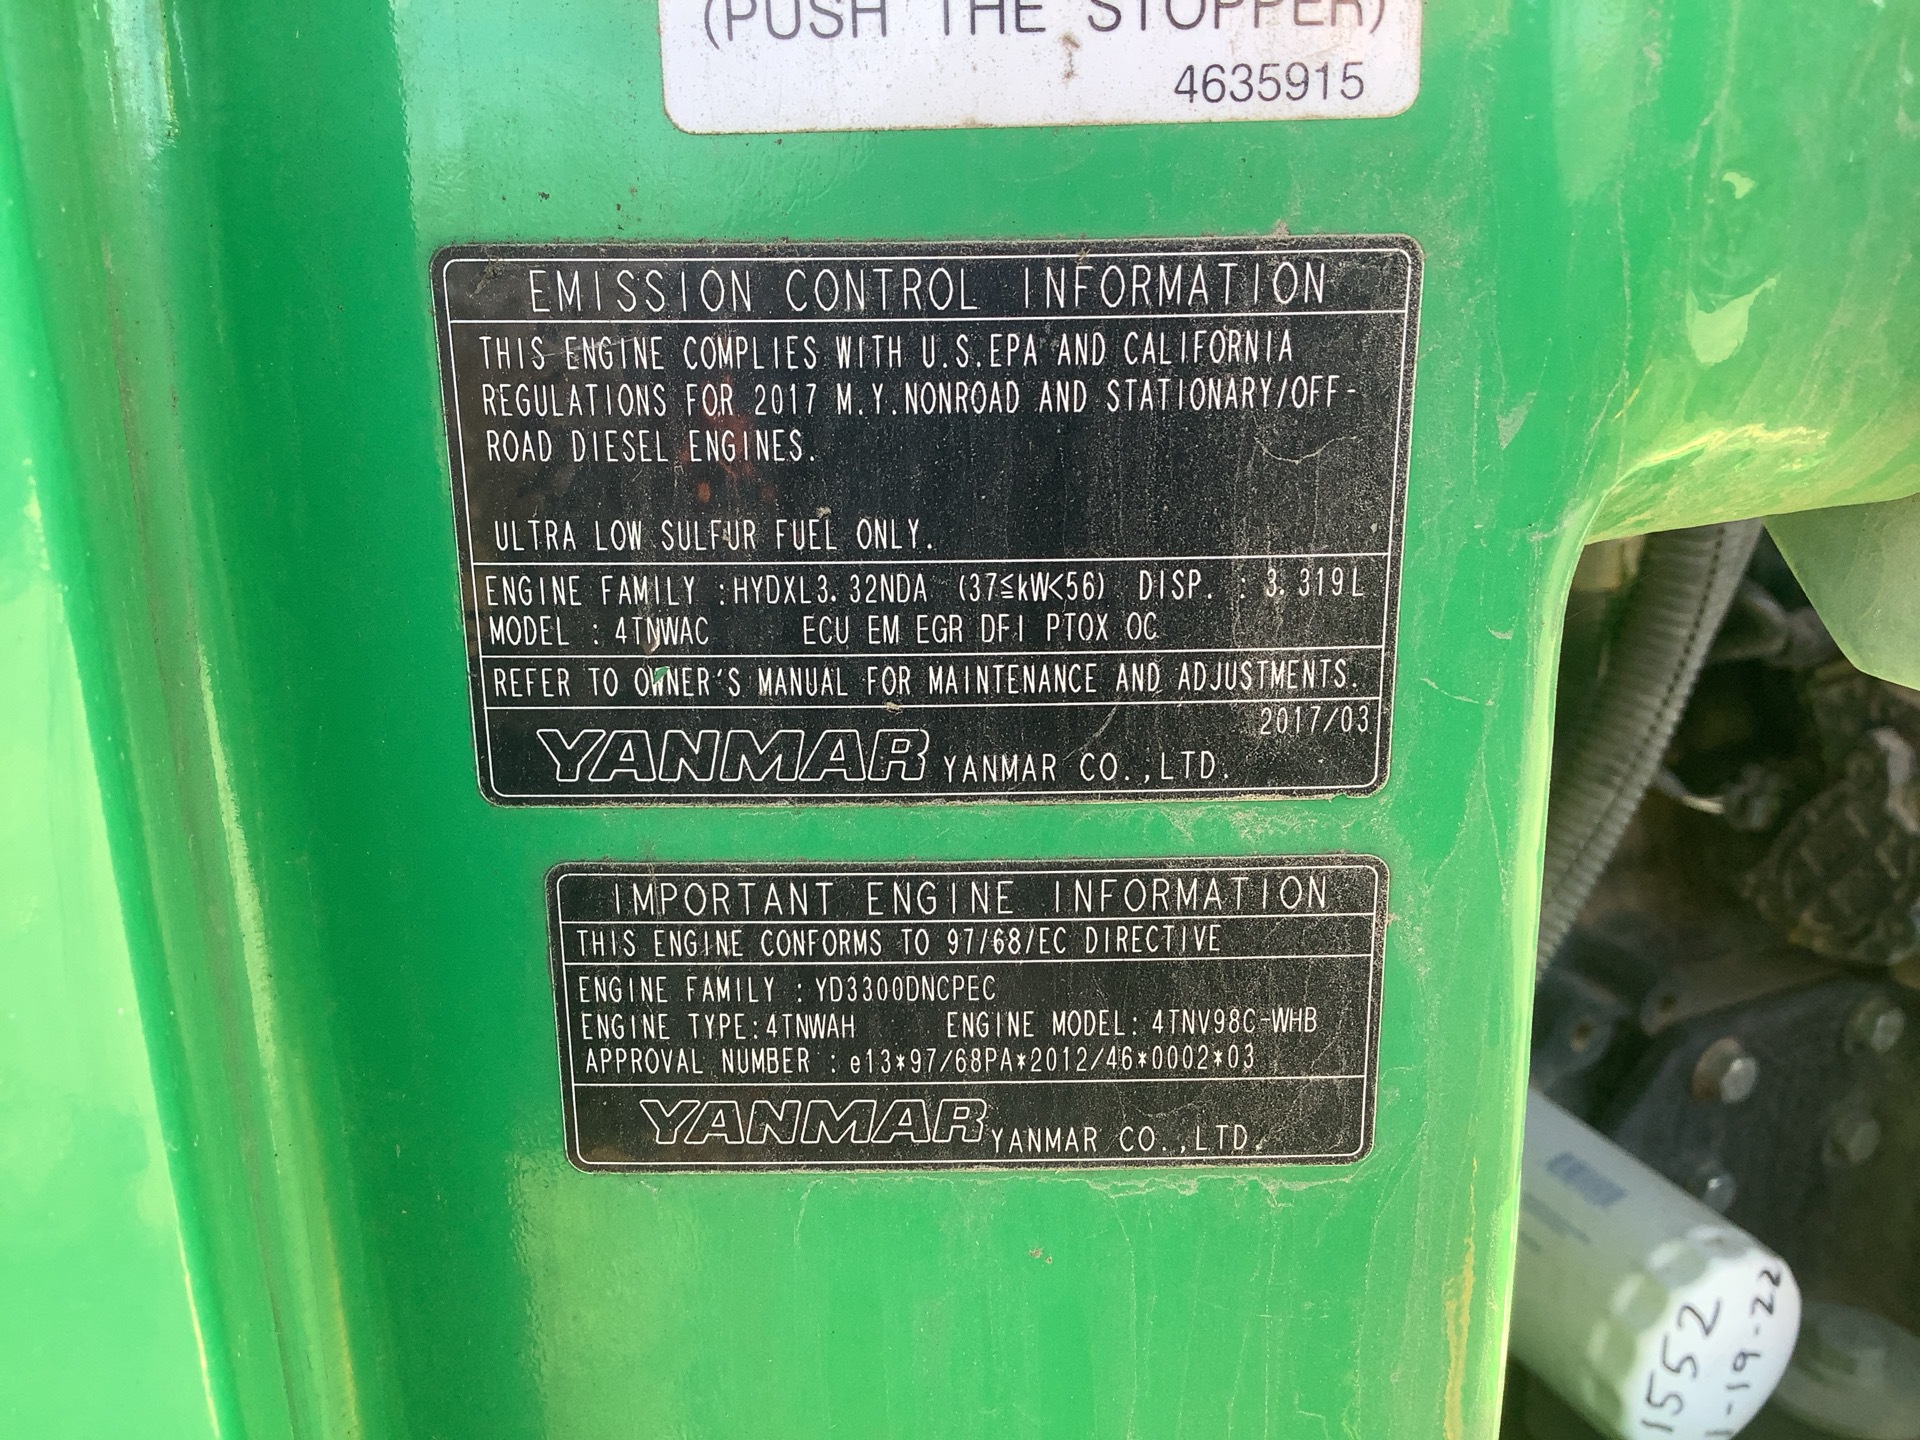 (PUSH THE STOPPER)
4635915
EMISSION CONTROL INFORMATION
THIS ENGINE COMPLIES WITH U.S.EPA AND CALIFORNIA
REGULATIONS FOR 2017 M.Y.NONROAD AND STATIONARY/OFF-
ROAD DIESEL ENGINES.
ULTRA LOW SULFUR FUEL ONLY.
ENGINE FAMILY :HYDXL3.32NDA (37≦kW<56) DISP. : 3.319L
MODEL : 4TNWAC ECU EM EGR DFI PTOX OC
REFER TO OWNER'S MANUAL FOR MAINTENANCE AND ADJUSTMENTS.
2017/03
YANMAR YANMAR CO.,LTD.
IMPORTANT ENGINE INFORMATION
THIS ENGINE CONFORMS TO 97/68/EC DIRECTIVE
ENGINE FAMILY : YD3300DNCPEC
ENGINE TYPE:4TNWAH ENGINE MODEL: 4TNV98C-WHB
APPROVAL NUMBER : e13*97/68PA*2012/46*0002*03
YANMAR YANMAR CO.,LTD.
1552
1-19-22